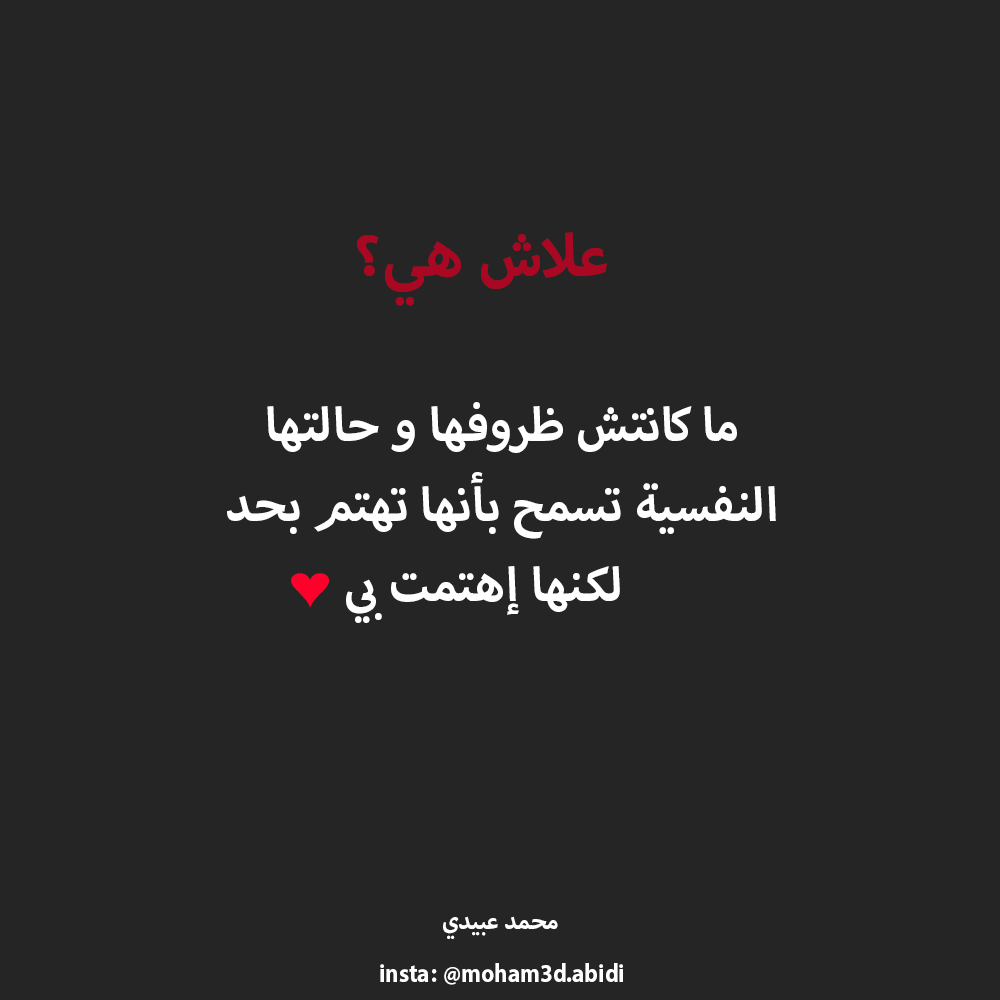 علاش هي؟
ما كانتش ظروفها و حالتها
النفسية تسمح بأنها تهتم بحد
لكنها إهتمت بي ♥
محمد عبيدي
insta: @moham3d.abidi